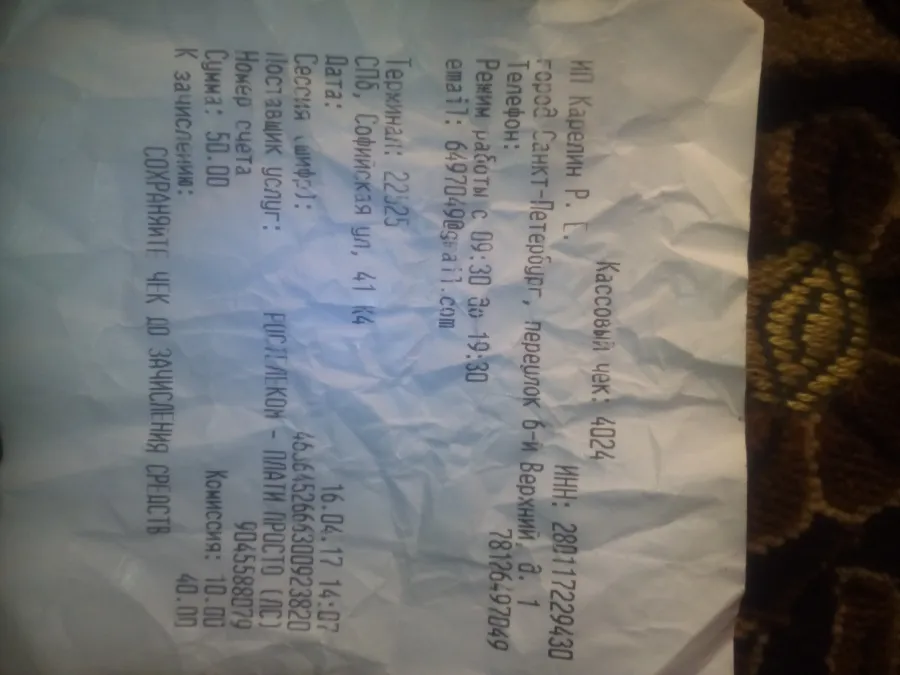 Кассовый чек: 4024
ИП Карелин Р. Е. ИНН: 280117229430
город Санкт-Петербург, переулок 6-й Верхний, д. 1
Телефон: 78126497049
Режим работы с 09:30 до 19:30
email: 6497049@gmail.com
Терминал: 22525
СПб, Софийская ул, 41 К4
Дата: 16.04.17 14:07
Сессия (шифр):
Поставщик услуг: РОСТЕЛЕКОМ - ПЛАТИ ПРОСТО (ЛС)
Номер счета 9045588079
Сумма: 50.00 Комиссия: 10.00
К зачислению: 40.00
СОХРАНЯЙТЕ ЧЕК ДО ЗАЧИСЛЕНИЯ СРЕДСТВ